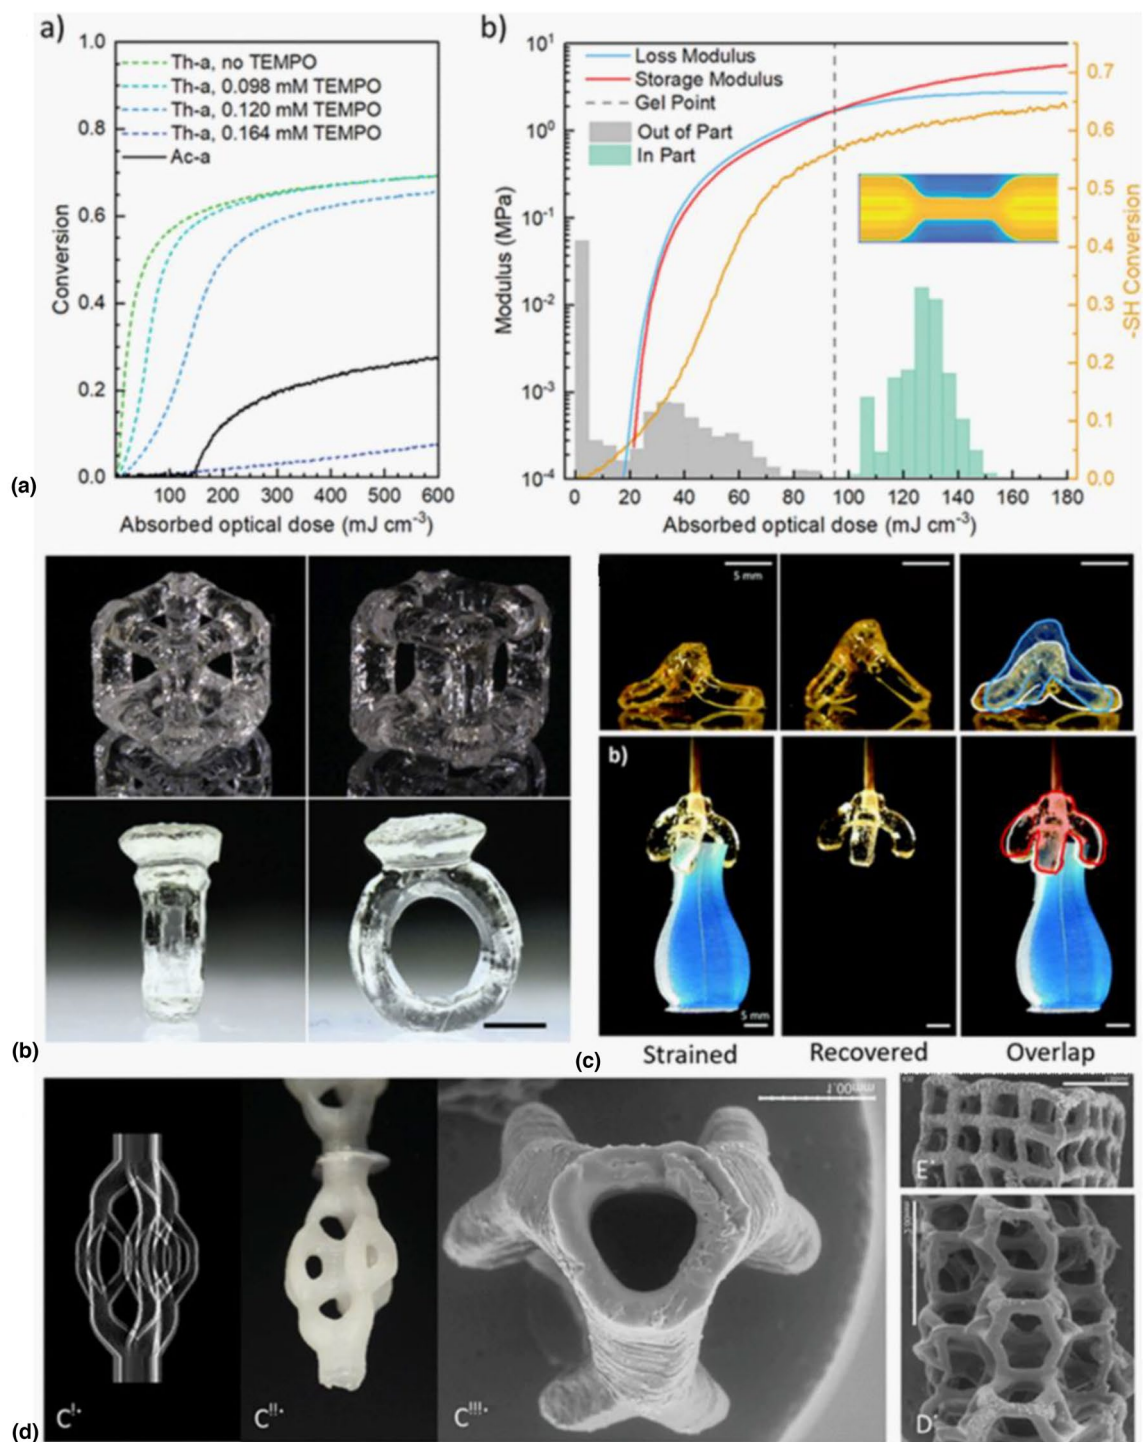 a)
1.0
0.8
0.6
0.4
0.2
0.0
Conversion
Th-a, no TEMPO
Th-a, 0.098 mM TEMPO
Th-a, 0.120 mM TEMPO
Th-a, 0.164 mM TEMPO
Ac-a
100 200 300 400 500 600
Absorbed optical dose (mJ cm⁻³)
(a)
b)
10¹
10⁰
10⁻¹
10⁻²
10⁻³
10⁻⁴
Modulus (MPa)
Loss Modulus
Storage Modulus
Gel Point
Out of Part
In Part
0 20 40 60 80 100 120 140 160 180
Absorbed optical dose (mJ cm⁻³)
0.7
0.6
0.5
0.4
0.3
0.2
0.1
0.0
-SH Conversion
(b)
5 mm
b)
5 mm
(c)
Strained Recovered Overlap
(d)
C!·
C!!·
C!!!·
1.00mm
E·
D·